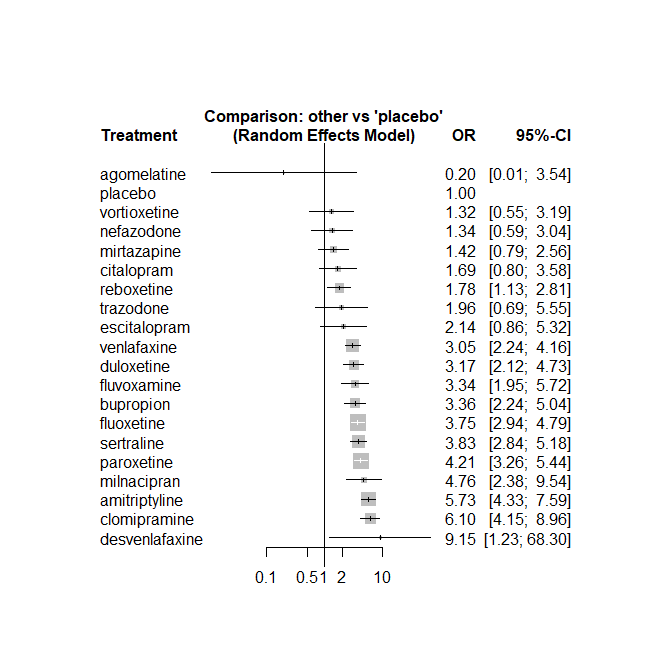 Comparison: other vs 'placebo'
Treatment (Random Effects Model) OR 95%-CI
agomelatine 0.20 [0.01; 3.54]
placebo 1.00
vortioxetine 1.32 [0.55; 3.19]
nefazodone 1.34 [0.59; 3.04]
mirtazapine 1.42 [0.79; 2.56]
citalopram 1.69 [0.80; 3.58]
reboxetine 1.78 [1.13; 2.81]
trazodone 1.96 [0.69; 5.55]
escitalopram 2.14 [0.86; 5.32]
venlafaxine 3.05 [2.24; 4.16]
duloxetine 3.17 [2.12; 4.73]
fluvoxamine 3.34 [1.95; 5.72]
bupropion 3.36 [2.24; 5.04]
fluoxetine 3.75 [2.94; 4.79]
sertraline 3.83 [2.84; 5.18]
paroxetine 4.21 [3.26; 5.44]
milnacipran 4.76 [2.38; 9.54]
amitriptyline 5.73 [4.33; 7.59]
clomipramine 6.10 [4.15; 8.96]
desvenlafaxine 9.15 [1.23; 68.30]
0.1 0.5 1 2 10